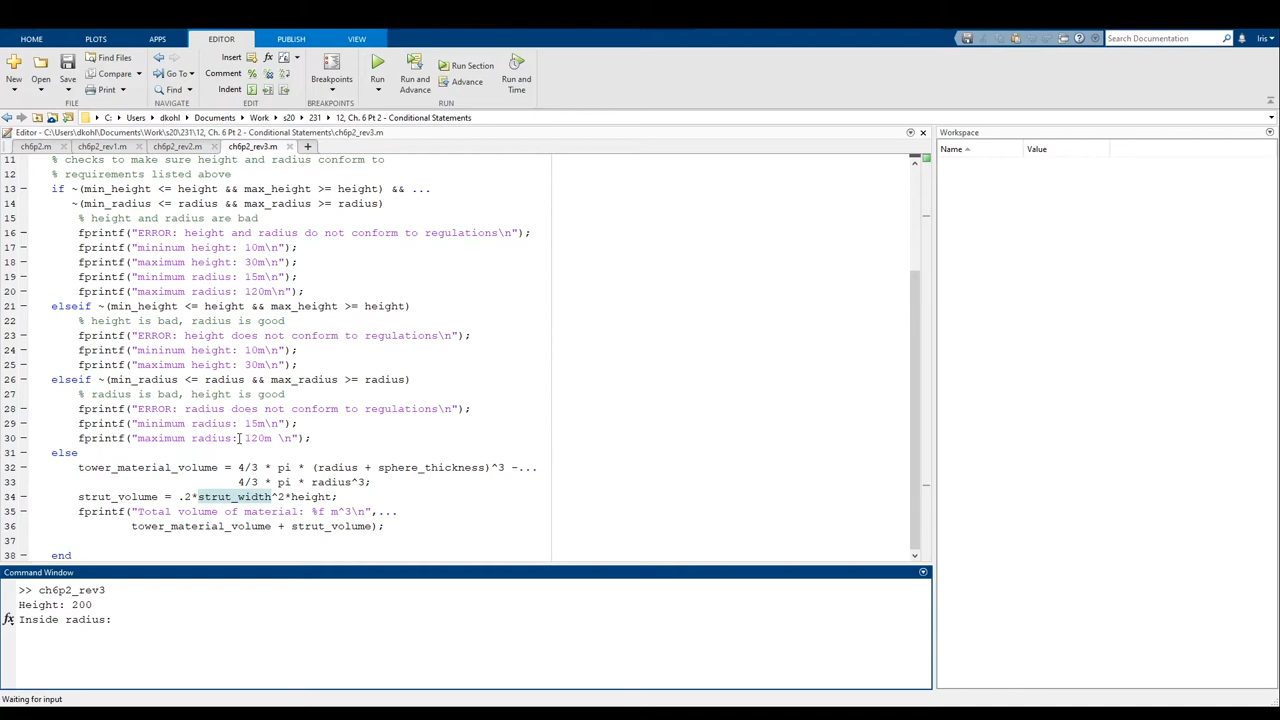 HOME PLOTS APPS EDITOR PUBLISH VIEW Search Documentation Iris
New Open Save Find Files Compare Print Go To Find Insert Comment Indent fx Breakpoints Run Run and Advance Run Section Advance Run and Time
FILE NAVIGATE EDIT BREAKPOINTS RUN
C: Users dkohl Documents Work s20 231 12, Ch. 6 Pt 2 - Conditional Statements
Editor - C:\Users\dkohl\Documents\Work\s20\231\12, Ch. 6 Pt 2 - Conditional Statements\ch6p2_rev3.m
Workspace
ch6p2.m ch6p2_rev1.m ch6p2_rev2.m ch6p2_rev3.m
Name Value
11 % checks to make sure height and radius conform to
12 % requirements listed above
13 if ~(min_height <= height && max_height >= height) && ...
14 ~(min_radius <= radius && max_radius >= radius)
15 % height and radius are bad
16 fprintf("ERROR: height and radius do not conform to regulations\n");
17 fprintf("mininum height: 10m\n");
18 fprintf("maximum height: 30m\n");
19 fprintf("minimum radius: 15m\n");
20 fprintf("maximum radius: 120m\n");
21 elseif ~(min_height <= height && max_height >= height)
22 % height is bad, radius is good
23 fprintf("ERROR: height does not conform to regulations\n");
24 fprintf("mininum height: 10m\n");
25 fprintf("maximum height: 30m\n");
26 elseif ~(min_radius <= radius && max_radius >= radius)
27 % radius is bad, height is good
28 fprintf("ERROR: radius does not conform to regulations\n");
29 fprintf("minimum radius: 15m\n");
30 fprintf("maximum radius: 120m \n");
31 else
32 tower_material_volume = 4/3 * pi * (radius + sphere_thickness)^3 -...
33 4/3 * pi * radius^3;
34 strut_volume = .2*strut_width^2*height;
35 fprintf("Total volume of material: %f m^3\n",...
36 tower_material_volume + strut_volume);
37
38 end
Command Window
>> ch6p2_rev3
Height: 200
fx Inside radius:
Waiting for input